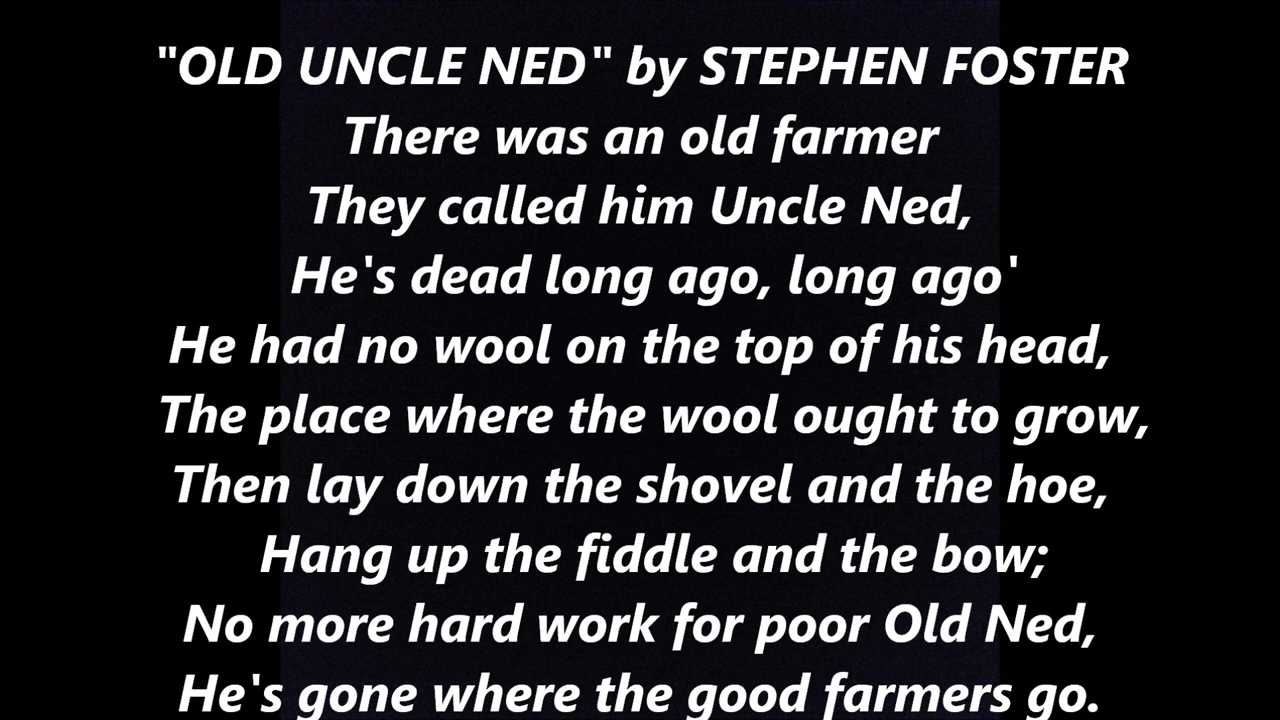 "OLD UNCLE NED" by STEPHEN FOSTER
There was an old farmer
They called him Uncle Ned,
He's dead long ago, long ago'
He had no wool on the top of his head,
The place where the wool ought to grow,
Then lay down the shovel and the hoe,
Hang up the fiddle and the bow;
No more hard work for poor Old Ned,
He's gone where the good farmers go.